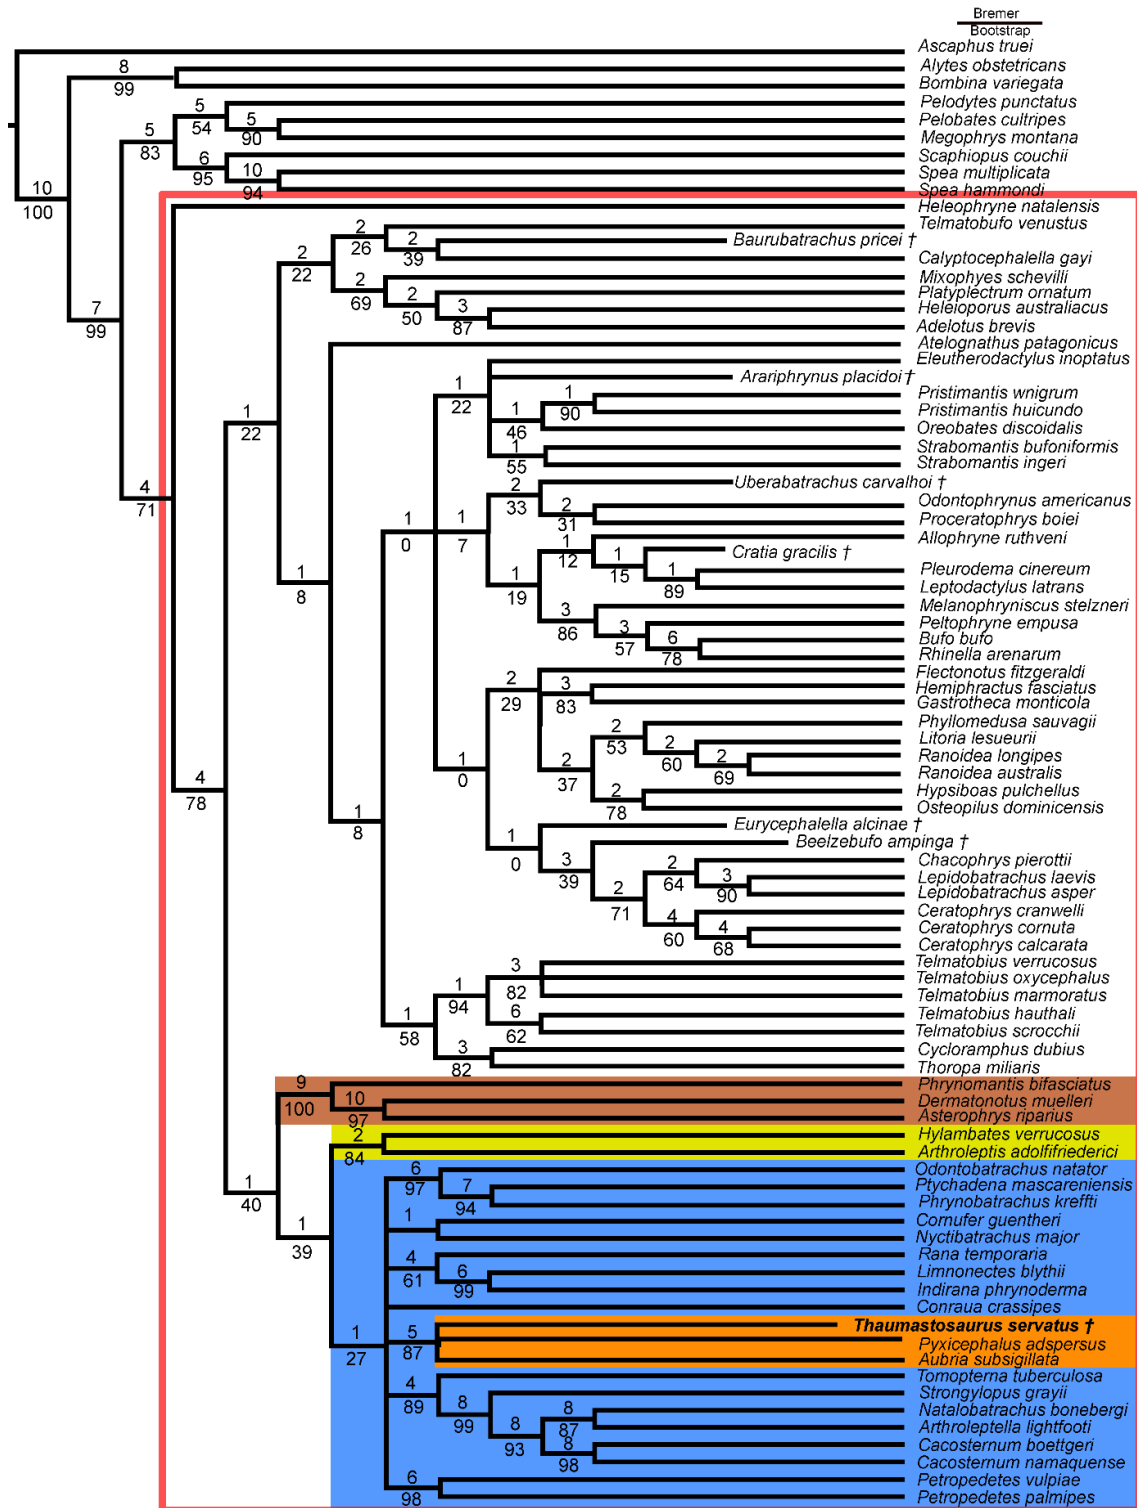 Bremer
Bootstrap
Ascaphus truei
8
99
Alytes obstetricans
Bombina variegata
5
54
5
90
5
83
Pelodytes punctatus
Pelobates cultripes
Megophrys montana
6
95
10
94
Scaphiopus couchii
Spea multiplicata
Spea hammondi
10
100
Heleophryne natalensis
2
26
2
39
2
22
Telmatobufo venustus
Baurubatrachus pricei †
Calyptocephalella gayi
2
69
2
50
3
87
Mixophyes schevilli
Platyplectrum ornatum
Heleioporus australiacus
Adelotus brevis
7
99
Atelognathus patagonicus
Eleutherodactylus inoptatus
Arariphrynus placidoi †
1
22
1
90
1
46
1
55
Pristimantis wnigrum
Pristimantis huicundo
Oreobates discoidalis
Strabomantis bufoniformis
Strabomantis ingeri
1
22
4
71
2
33
2
31
Uberabatrachus carvalhoi †
Odontophrynus americanus
Proceratophrys boiei
1
0
1
7
1
12
1
15
1
89
Allophryne ruthveni
Cratia gracilis †
Pleurodema cinereum
Leptodactylus latrans
1
8
1
19
3
86
3
57
6
78
Melanophryniscus stelzneri
Peltophryne empusa
Bufo bufo
Rhinella arenarum
2
29
3
83
Flectonotus fitzgeraldi
Hemiphractus fasciatus
Gastrotheca monticola
2
53
2
60
2
69
Phyllomedusa sauvagii
Litoria lesueurii
Ranoidea longipes
Ranoidea australis
1
0
2
37
2
78
Hypsiboas pulchellus
Osteopilus dominicensis
4
78
1
8
1
0
Eurycephalella alcinae †
Beelzebufo ampinga †
3
39
2
64
3
90
Chacophrys pierottii
Lepidobatrachus laevis
Lepidobatrachus asper
2
71
4
60
4
68
Ceratophrys cranwelli
Ceratophrys cornuta
Ceratophrys calcarata
3
82
1
94
Telmatobius verrucosus
Telmatobius oxycephalus
Telmatobius marmoratus
6
62
1
58
Telmatobius hauthali
Telmatobius scrocchii
3
82
Cycloramphus dubius
Thoropa miliaris
9
100
10
97
Phrynomantis bifasciatus
Dermatonotus muelleri
Asterophrys riparius
2
84
Hylambates verrucosus
Arthroleptis adolfifriederici
1
40
6
97
7
94
Odontobatrachus natator
Ptychadena mascareniensis
Phrynobatrachus kreffti
1
39
1
Cornufer guentheri
Nyctibatrachus major
4
61
6
99
Rana temporaria
Limnonectes blythii
Indirana phrynoderma
Conraua crassipes
1
27
5
87
Thaumastosaurus servatus †
Pyxicephalus adspersus
Aubria subsigillata
4
89
8
99
8
93
8
87
8
98
Tomopterna tuberculosa
Strongylopus grayii
Natalobatrachus bonebergi
Arthroleptella lightfooti
Cacosternum boettgeri
Cacosternum namaquense
6
98
Petropedetes vulpiae
Petropedetes palmipes